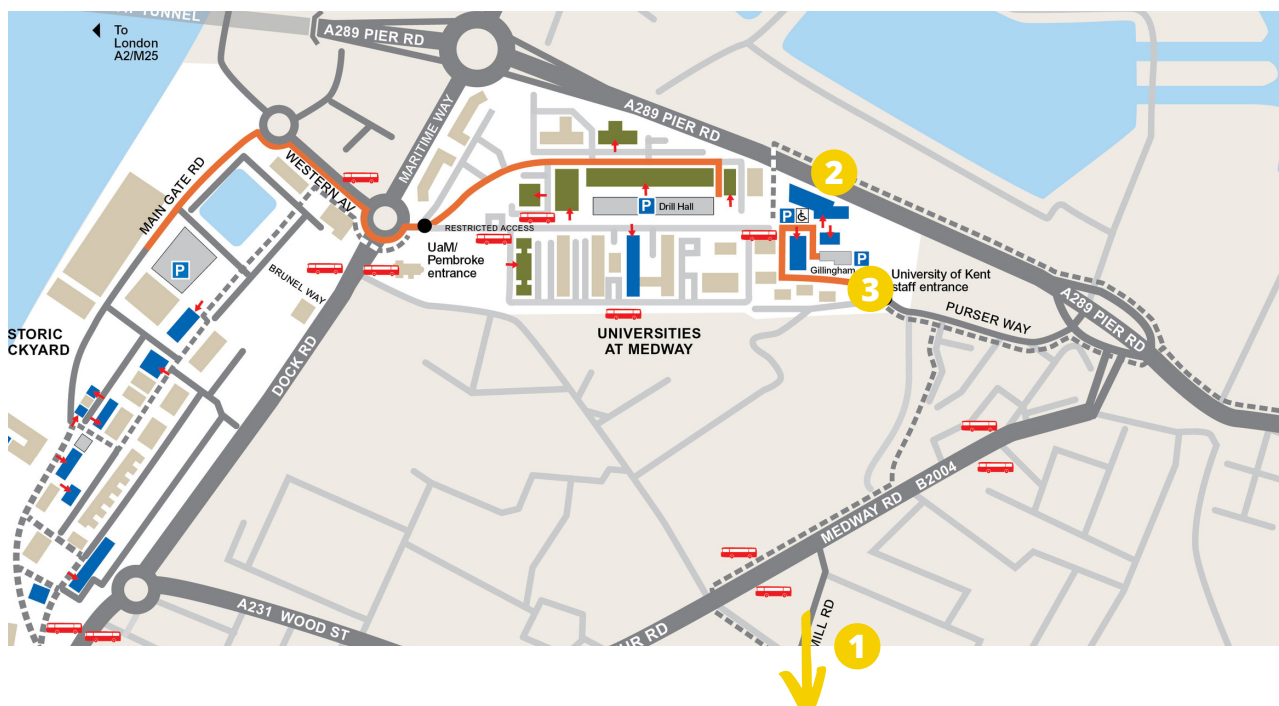 TUNNEL
To
London
A2/M25
A289 PIER RD
MARITIME WAY
A289 PIER RD
MAIN GATE RD
WESTERN AV
2
P
Drill Hall
P
RESTRICTED ACCESS
UaM/
Pembroke
entrance
P
P
Gillingham
3
University of Kent
staff entrance
BRUNEL WAY
PURSER WAY
A289 PIER RD
STORIC
CKYARD
UNIVERSITIES
AT MEDWAY
DOCK RD
MEDWAY RD B2004
A231 WOOD ST
UR RD
MILL RD
1